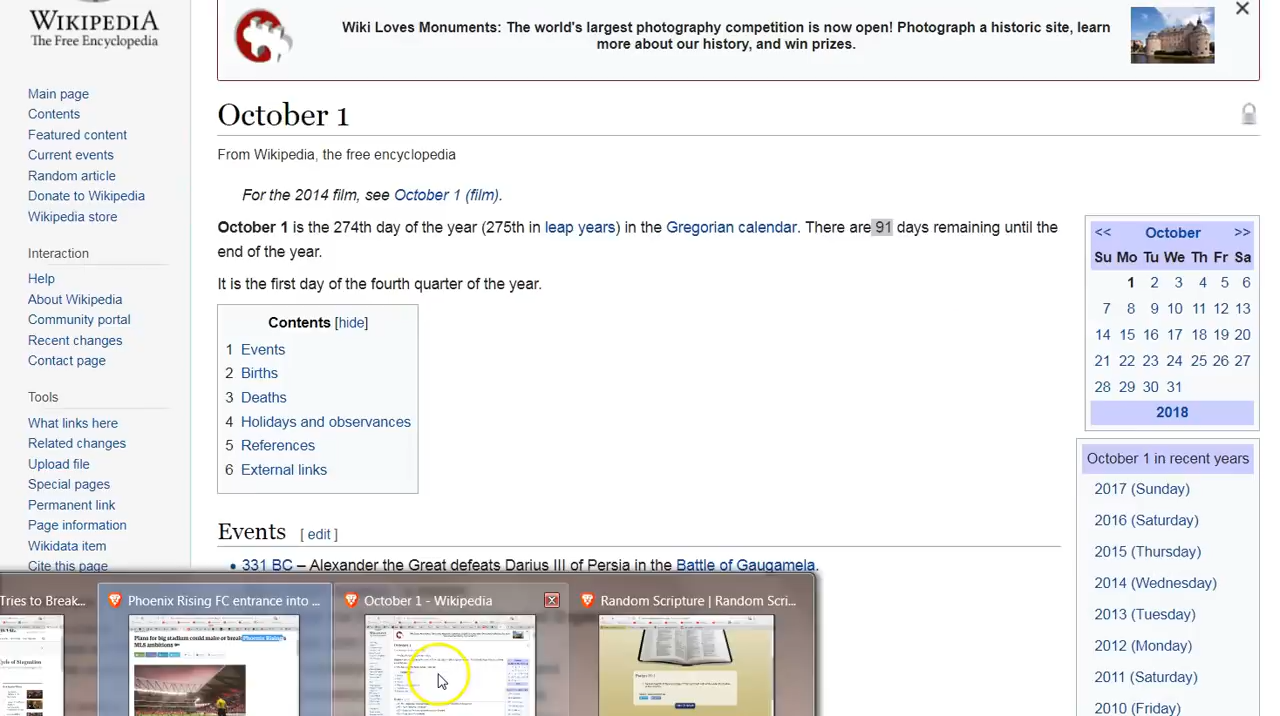 WIKIPEDIA
The Free Encyclopedia
Main page
Contents
Featured content
Current events
Random article
Donate to Wikipedia
Wikipedia store
Interaction
Help
About Wikipedia
Community portal
Recent changes
Contact page
Tools
What links here
Related changes
Upload file
Special pages
Permanent link
Page information
Wikidata item
Cite this page
Wiki Loves Monuments: The world's largest photography competition is now open! Photograph a historic site, learn
more about our history, and win prizes.
October 1
From Wikipedia, the free encyclopedia
For the 2014 film, see October 1 (film).
October 1 is the 274th day of the year (275th in leap years) in the Gregorian calendar. There are 91 days remaining until the
end of the year.
It is the first day of the fourth quarter of the year.
Contents [hide]
1 Events
2 Births
3 Deaths
4 Holidays and observances
5 References
6 External links
Events [ edit ]
• 331 BC – Alexander the Great defeats Darius III of Persia in the Battle of Gaugamela.
<< October >>
Su Mo Tu We Th Fr Sa
1 2 3 4 5 6
7 8 9 10 11 12 13
14 15 16 17 18 19 20
21 22 23 24 25 26 27
28 29 30 31
2018
October 1 in recent years
2017 (Sunday)
2016 (Saturday)
2015 (Thursday)
2014 (Wednesday)
2013 (Tuesday)
2012 (Monday)
2011 (Saturday)
2010 (Friday)
Tries to Break...
Phoenix Rising FC entrance into ...
October 1 - Wikipedia
Random Scripture | Random Scri...
Plans for big stadium could make or break Phoenix Rising's
MLS ambitions